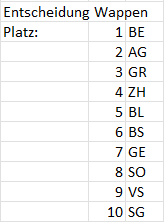 Entscheidung Wappen
Platz: 1 BE
2 AG
3 GR
4 ZH
5 BL
6 BS
7 GE
8 SO
9 VS
10 SG